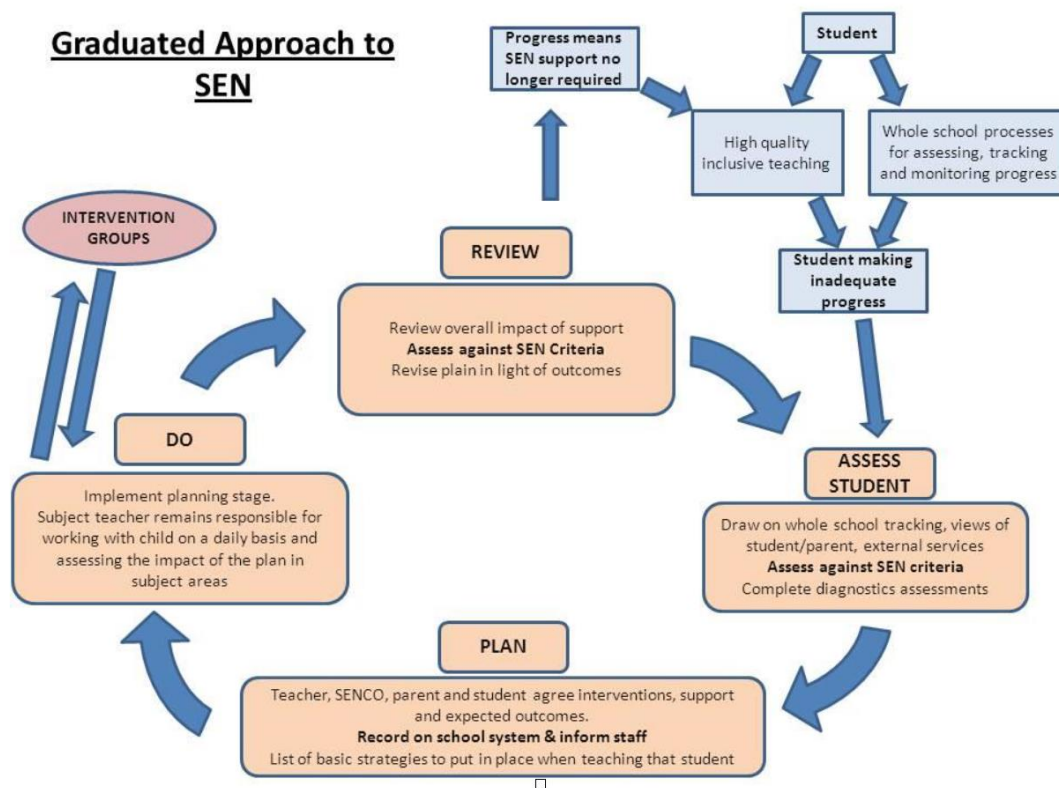 Graduated Approach to
SEN
Progress means
SEN support no
longer required
Student
High quality
inclusive teaching
Whole school processes
for assessing, tracking
and monitoring progress
Student making
inadequate
progress
INTERVENTION
GROUPS
REVIEW
Review overall impact of support
Assess against SEN Criteria
Revise plain in light of outcomes
DO
Implement planning stage.
Subject teacher remains responsible for
working with child on a daily basis and
assessing the impact of the plan in
subject areas
ASSESS
STUDENT
Draw on whole school tracking, views of
student/parent, external services
Assess against SEN criteria
Complete diagnostics assessments
PLAN
Teacher, SENCO, parent and student agree interventions, support
and expected outcomes.
Record on school system & inform staff
List of basic strategies to put in place when teaching that student